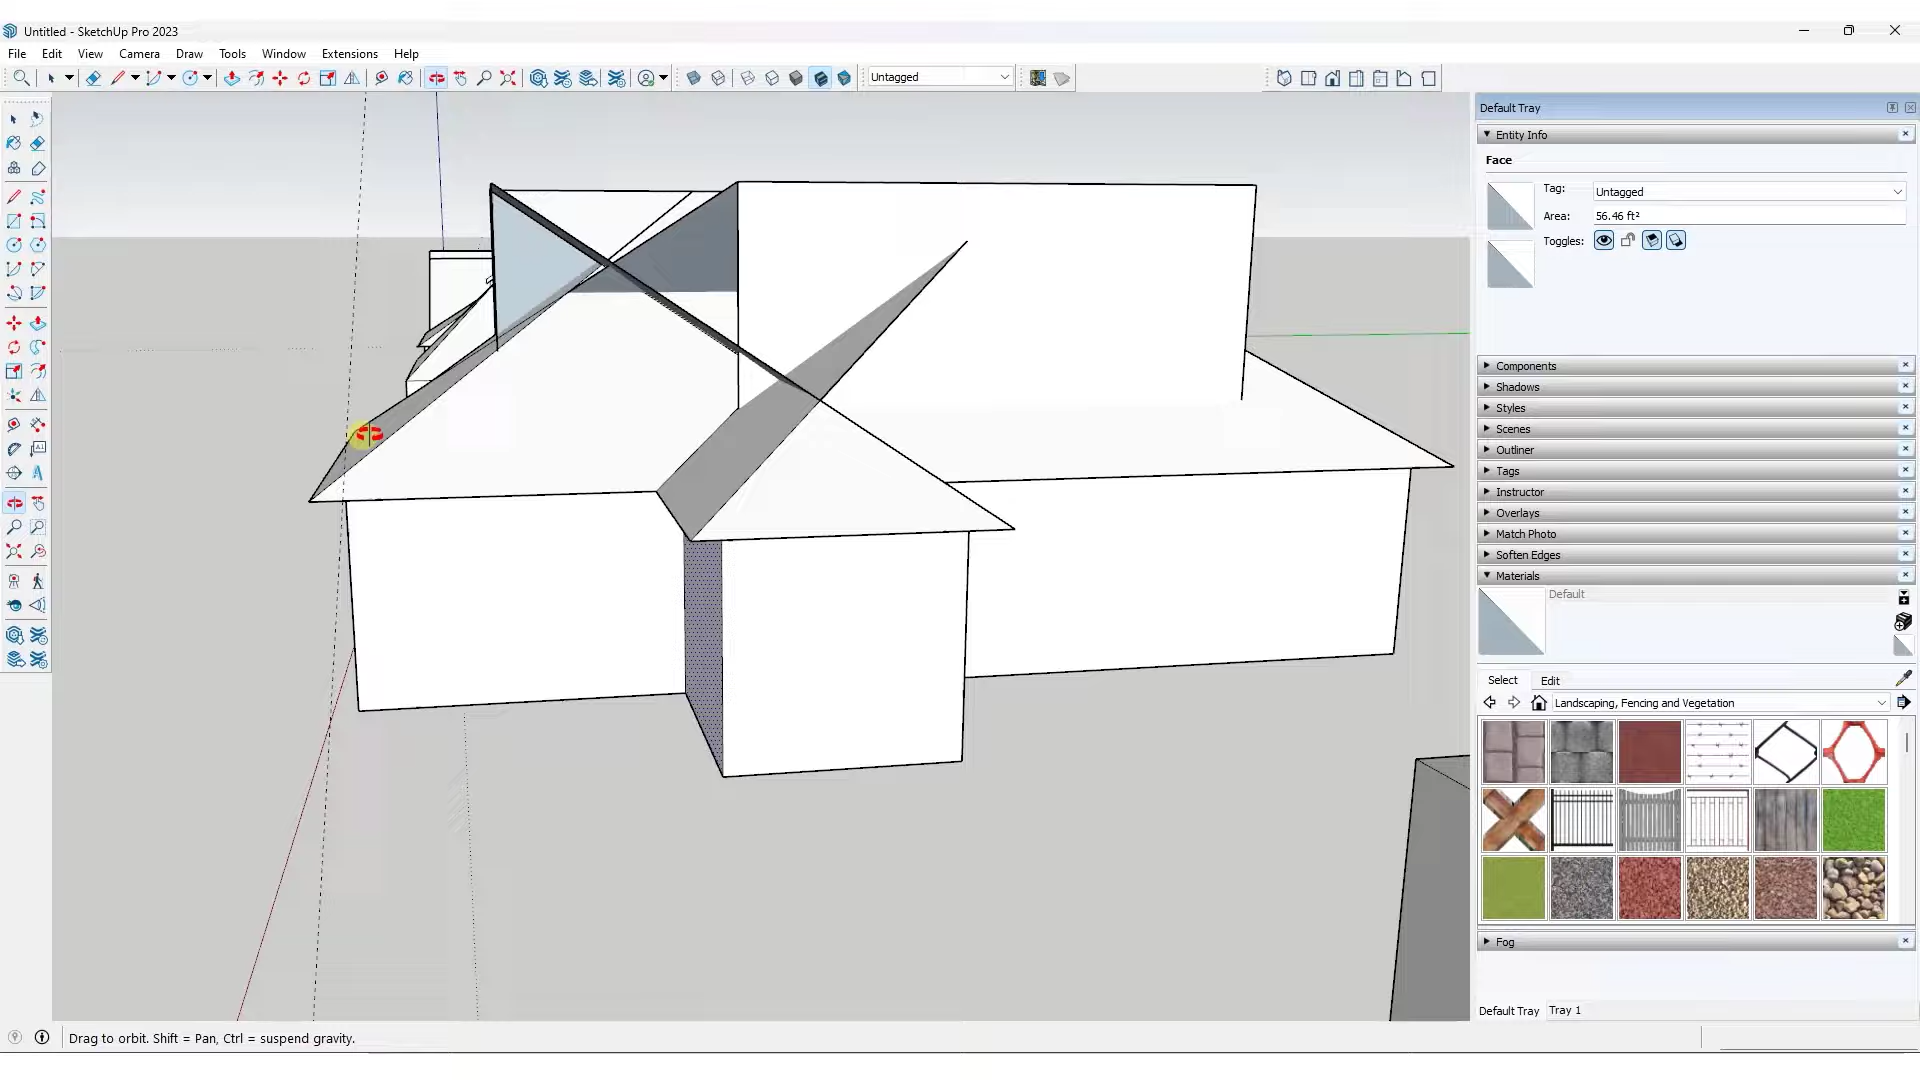 Untitled - SketchUp Pro 2023
File Edit View Camera Draw Tools Window Extensions Help
Untagged
Default Tray
Entity Info
Face
Tag: Untagged
Area: 56.46 ft²
Toggles:
Components
Shadows
Styles
Scenes
Outliner
Tags
Instructor
Overlays
Match Photo
Soften Edges
Materials
Default
Select Edit
Landscaping, Fencing and Vegetation
Fog
Default Tray Tray 1
Drag to orbit. Shift = Pan, Ctrl = suspend gravity.